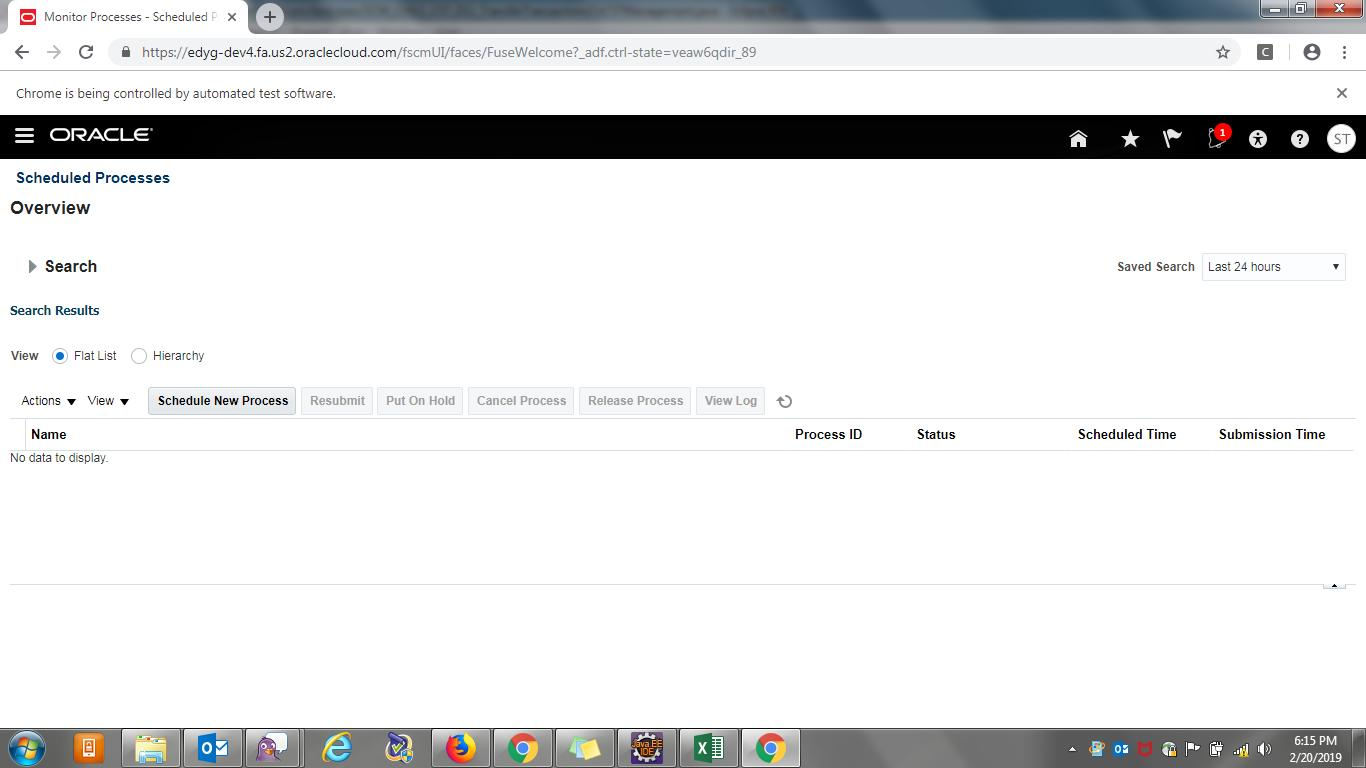 Monitor Processes - Scheduled P
https://edyg-dev4.fa.us2.oraclecloud.com/fscmUI/faces/FuseWelcome?_adf.ctrl-state=veaw6qdir_89
C
Chrome is being controlled by automated test software.
ORACLE
1
ST
Scheduled Processes
Overview
Search
Saved Search Last 24 hours
Search Results
View Flat List Hierarchy
Actions View Schedule New Process Resubmit Put On Hold Cancel Process Release Process View Log
Name Process ID Status Scheduled Time Submission Time
No data to display.
Java EE
IDE
6:15 PM
2/20/2019